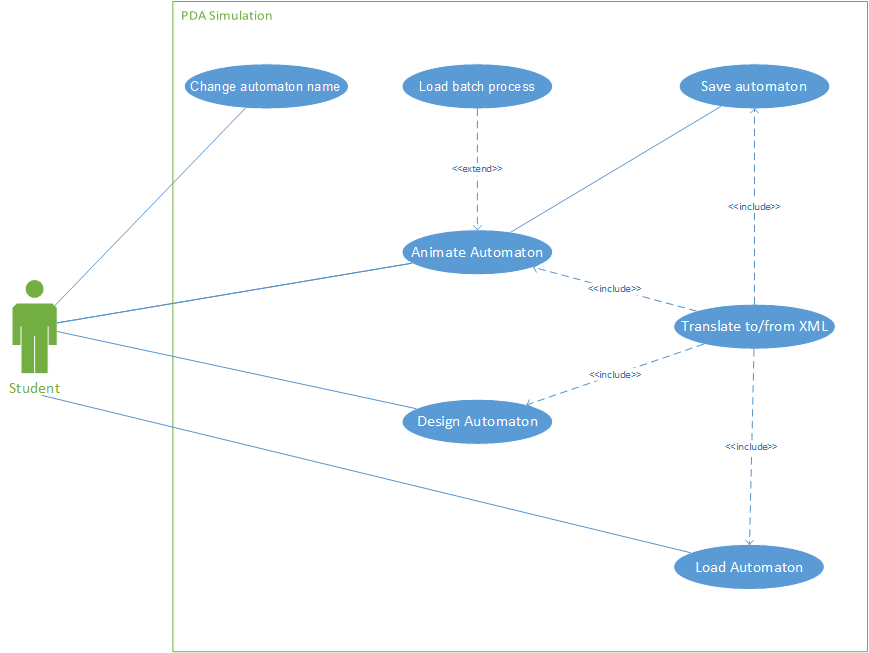 PDA Simulation
Change automaton name
Load batch process
Save automaton
<<extend>>
<<include>>
Animate Automaton
<<include>>
Translate to/from XML
<<include>>
Student
Design Automaton
<<include>>
Load Automaton